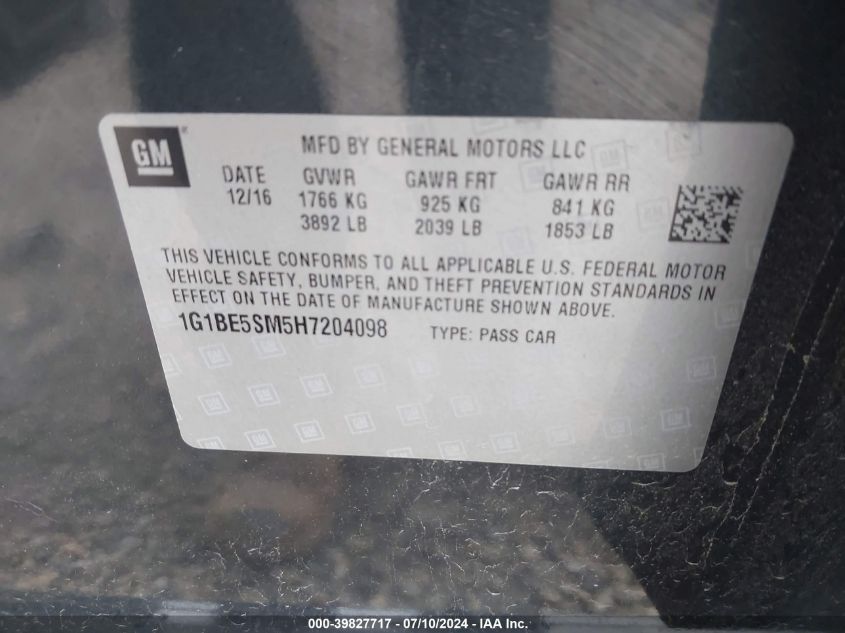 GM
MFD BY GENERAL MOTORS LLC
DATE GVWR GAWR FRT GAWR RR
12/16 1766 KG 925 KG 841 KG
3892 LB 2039 LB 1853 LB
THIS VEHICLE CONFORMS TO ALL APPLICABLE U.S. FEDERAL MOTOR
VEHICLE SAFETY, BUMPER, AND THEFT PREVENTION STANDARDS IN
EFFECT ON THE DATE OF MANUFACTURE SHOWN ABOVE.
1G1BE5SM5H7204098 TYPE: PASS CAR
000-39827717 - 07/10/2024 - IAA Inc.